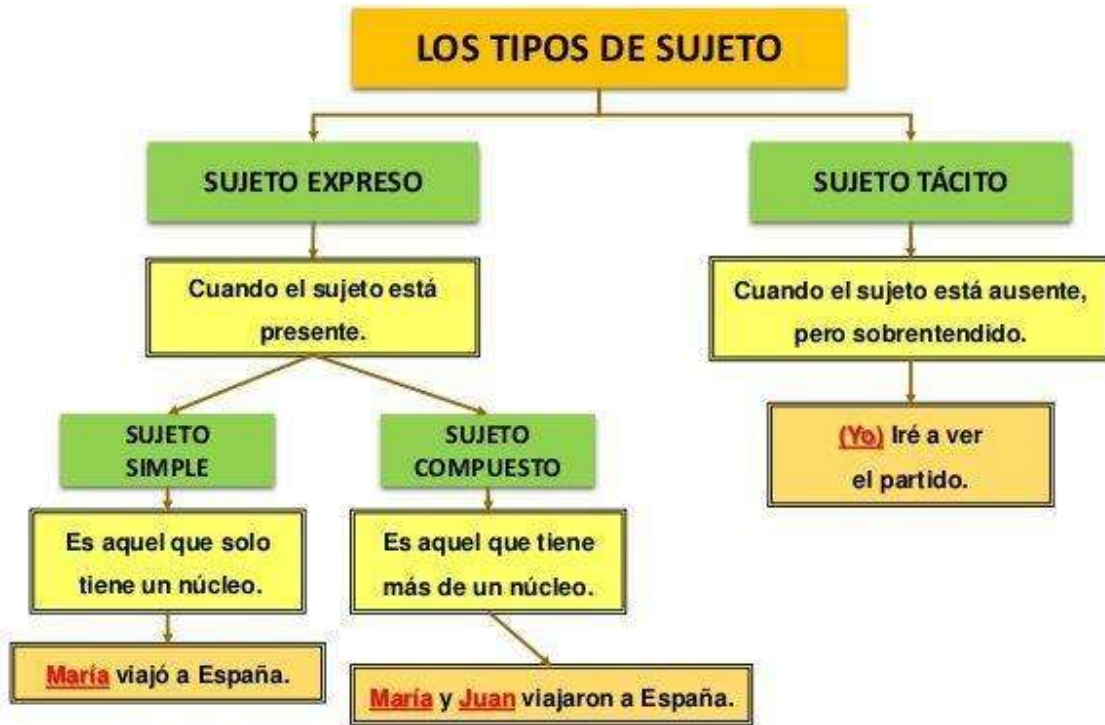 LOS TIPOS DE SUJETO
SUJETO EXPRESO
SUJETO TÁCITO
Cuando el sujeto está
presente.
Cuando el sujeto está ausente,
pero sobrentendido.
SUJETO
SIMPLE
SUJETO
COMPUESTO
(Yo) Iré a ver
el partido.
Es aquel que solo
tiene un núcleo.
Es aquel que tiene
más de un núcleo.
María viajó a España.
María y Juan viajaron a España.